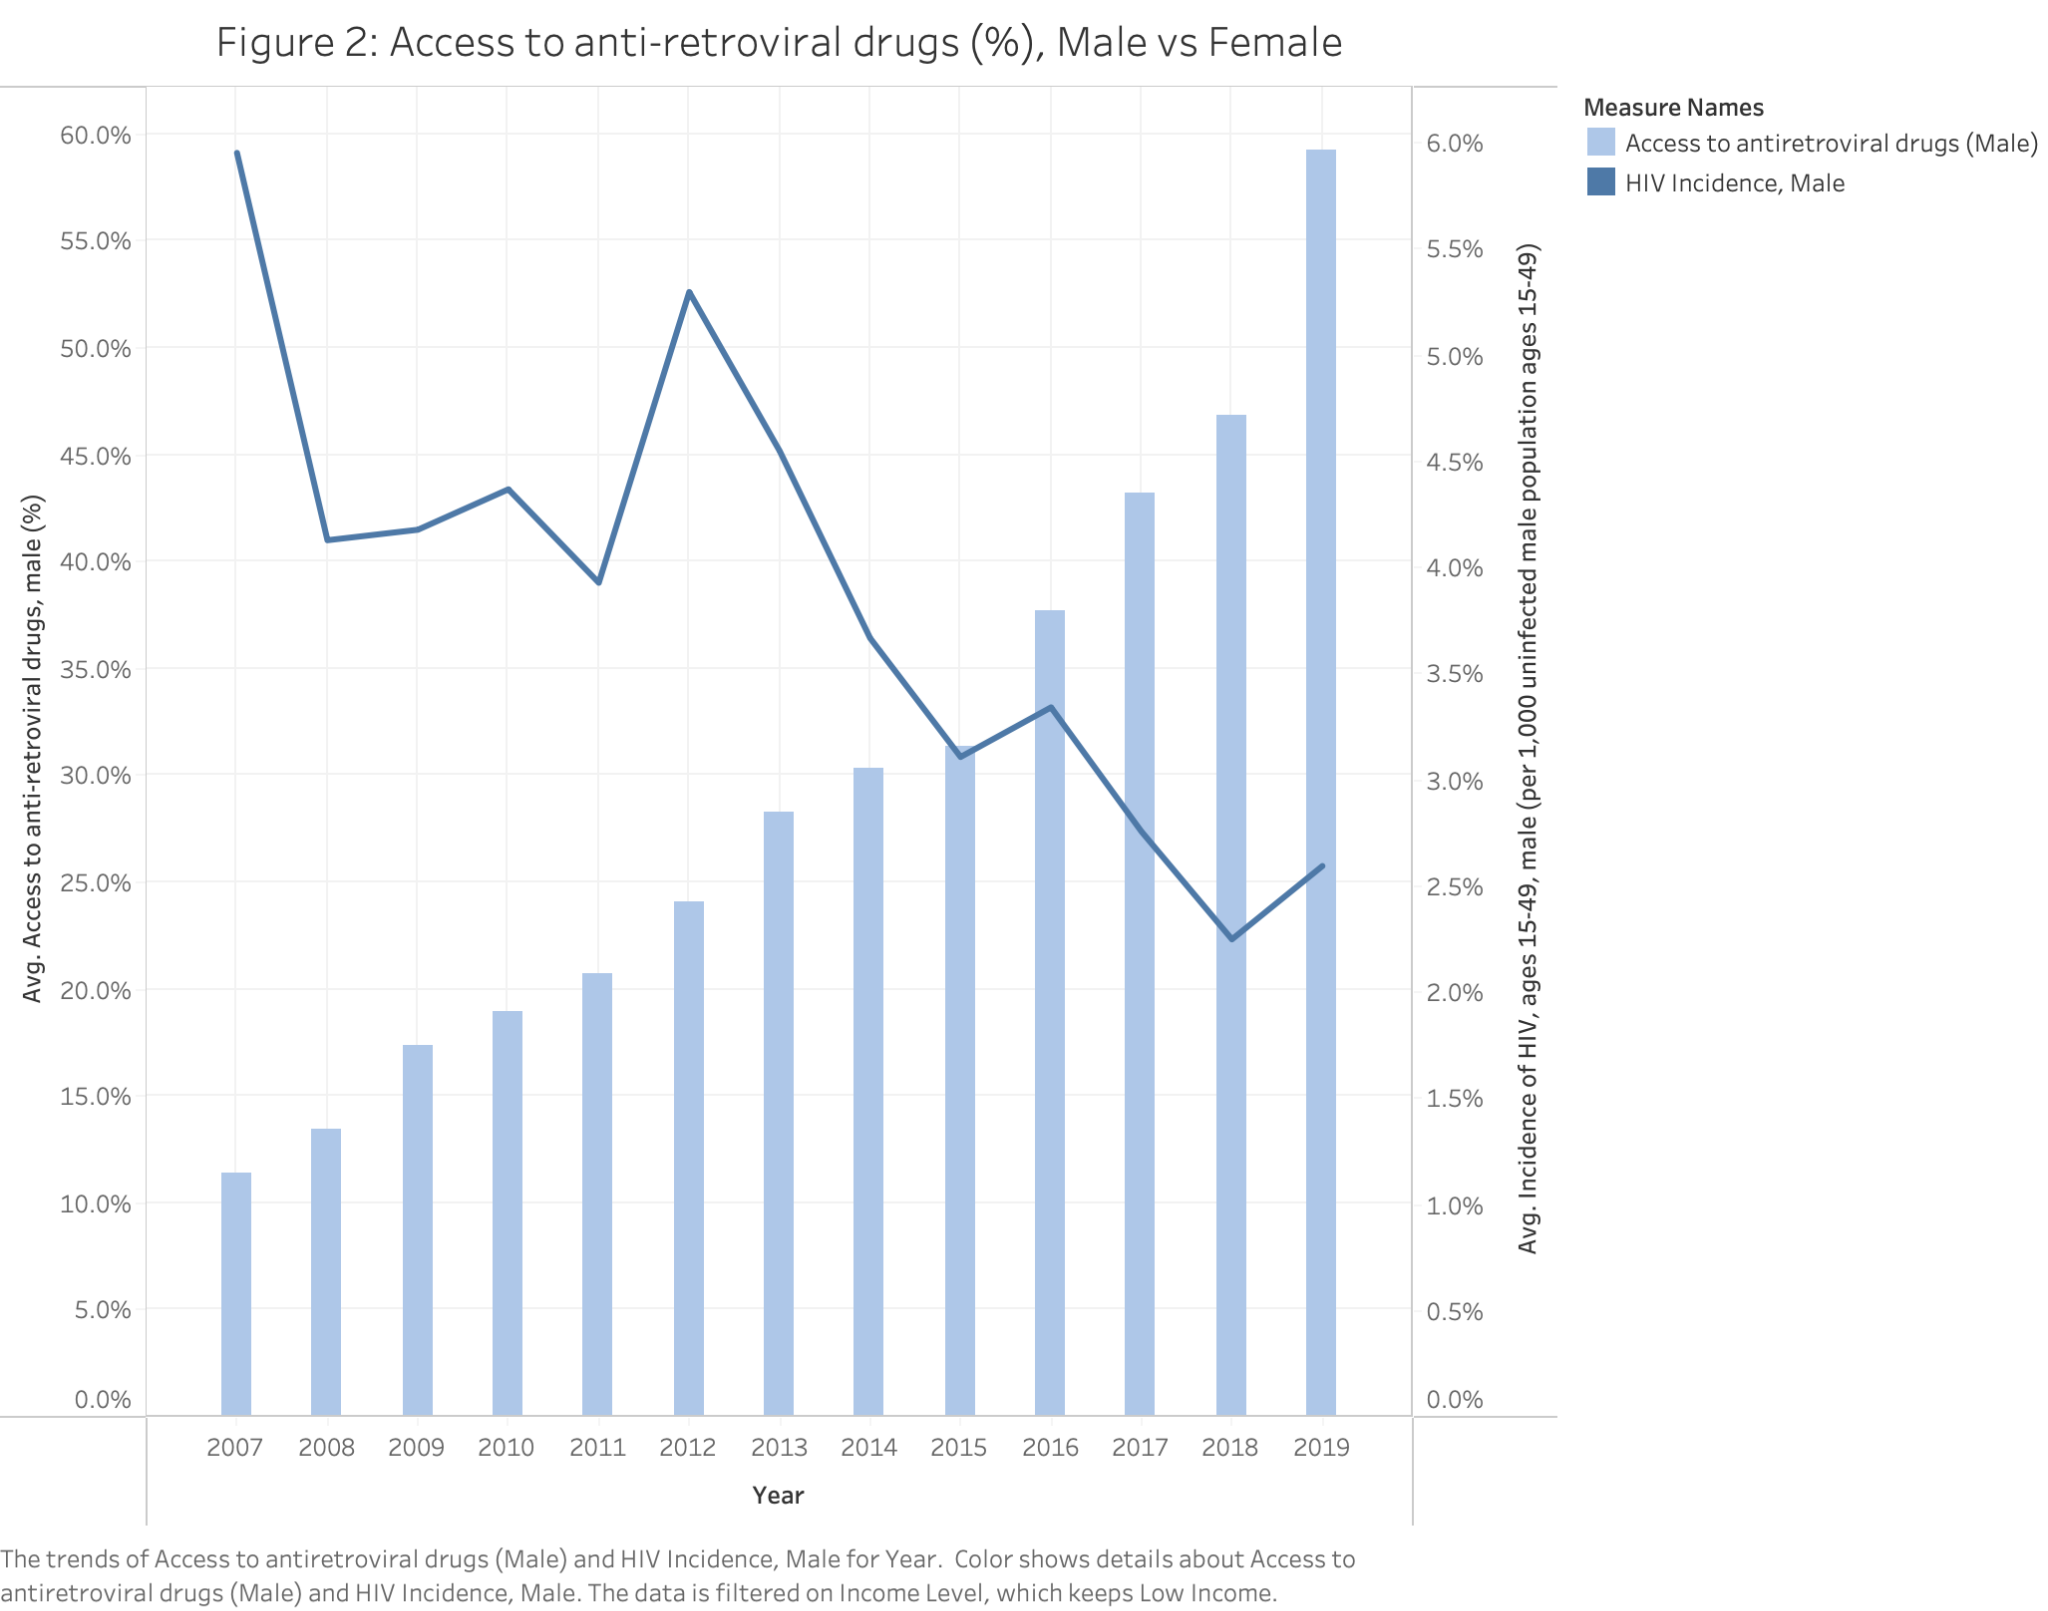 Figure 2: Access to anti-retroviral drugs (%), Male vs Female
Measure Names
Access to antiretroviral drugs (Male)
HIV Incidence, Male
Avg. Access to anti-retroviral drugs, male (%)
60.0%
55.0%
50.0%
45.0%
40.0%
35.0%
30.0%
25.0%
20.0%
15.0%
10.0%
5.0%
0.0%
6.0%
5.5%
5.0%
4.5%
4.0%
3.5%
3.0%
2.5%
2.0%
1.5%
1.0%
0.5%
0.0%
Avg. Incidence of HIV, ages 15-49, male (per 1,000 uninfected male population ages 15-49)
2007 2008 2009 2010 2011 2012 2013 2014 2015 2016 2017 2018 2019
Year
The trends of Access to antiretroviral drugs (Male) and HIV Incidence, Male for Year.  Color shows details about Access to
antiretroviral drugs (Male) and HIV Incidence, Male. The data is filtered on Income Level, which keeps Low Income.